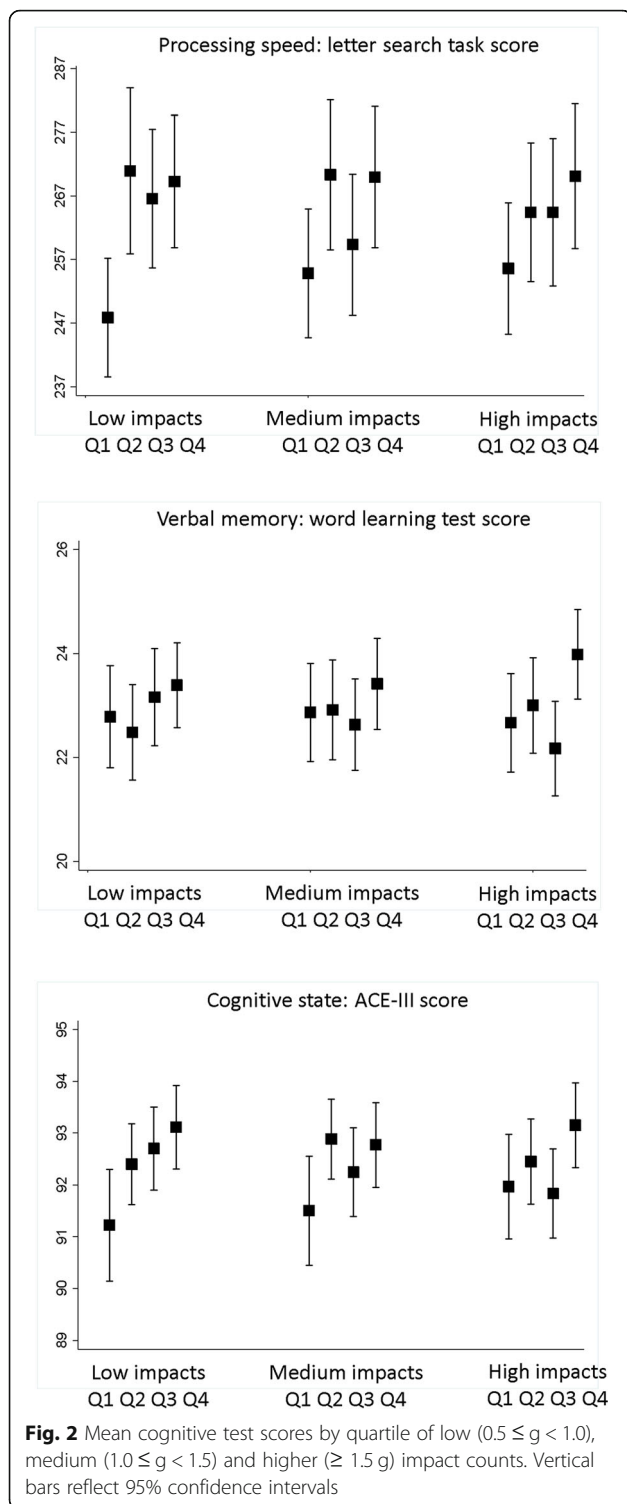 Processing speed: letter search task score
287
277
267
257
247
237
Low impacts Medium impacts High impacts
Q1 Q2 Q3 Q4 Q1 Q2 Q3 Q4 Q1 Q2 Q3 Q4
Verbal memory: word learning test score
26
24
22
20
Low impacts Medium impacts High impacts
Q1 Q2 Q3 Q4 Q1 Q2 Q3 Q4 Q1 Q2 Q3 Q4
Cognitive state: ACE-III score
95
94
93
92
91
90
89
Low impacts Medium impacts High impacts
Q1 Q2 Q3 Q4 Q1 Q2 Q3 Q4 Q1 Q2 Q3 Q4
Fig. 2 Mean cognitive test scores by quartile of low (0.5 ≤ g < 1.0),
medium (1.0 ≤ g < 1.5) and higher (≥ 1.5 g) impact counts. Vertical
bars reflect 95% confidence intervals